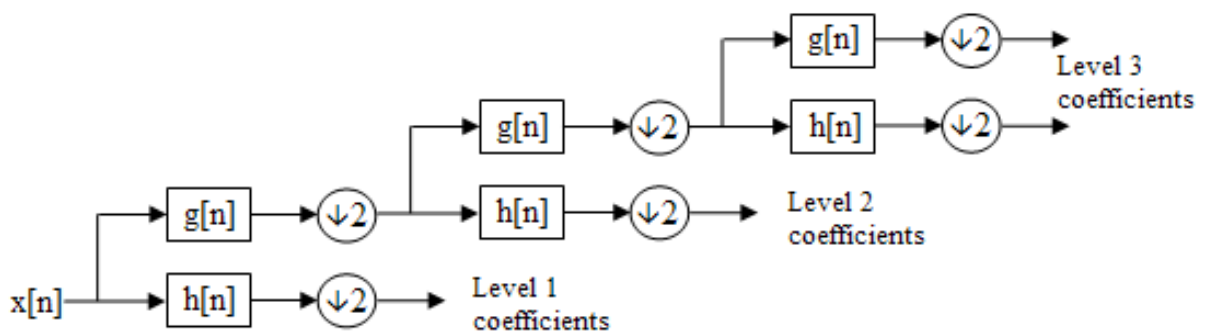 g[n] ↓2
Level 3
coefficients
g[n] ↓2 h[n] ↓2
g[n] ↓2 h[n] ↓2
Level 2
coefficients
x[n] h[n] ↓2
Level 1
coefficients